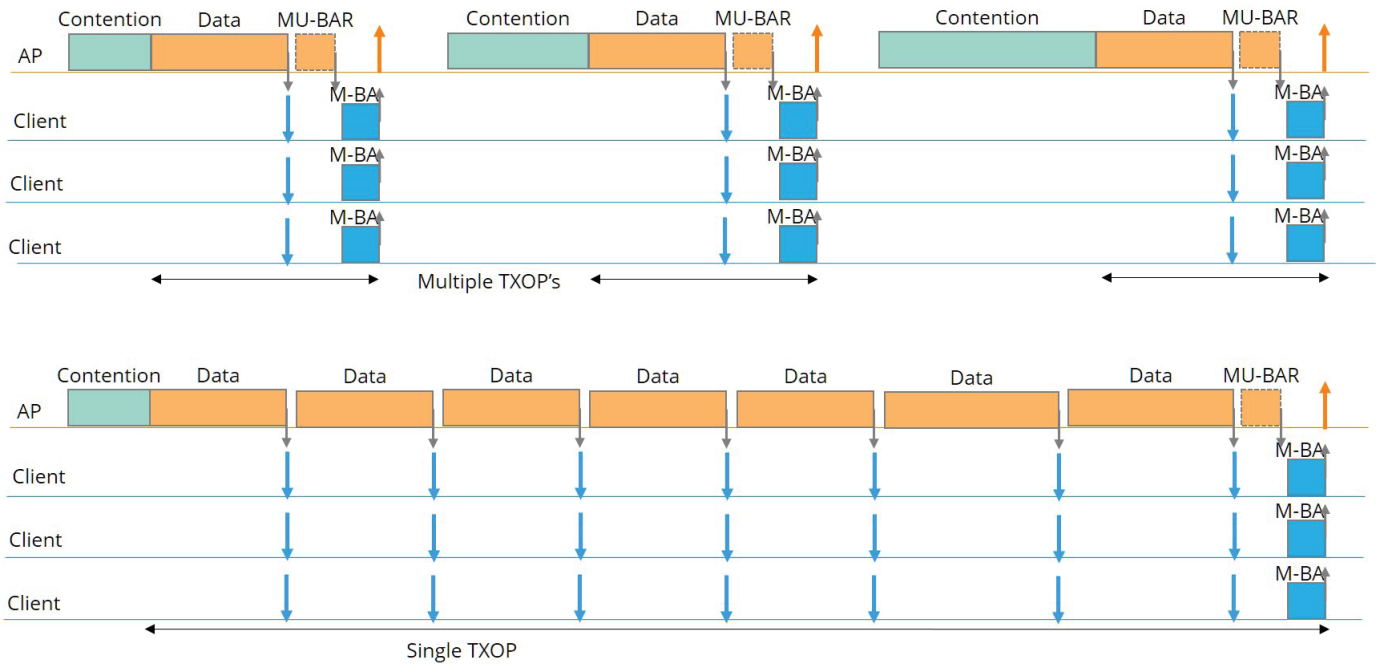 Contention Data MU-BAR Contention Data MU-BAR Contention Data MU-BAR
AP
M-BA M-BA M-BA
Client
M-BA M-BA M-BA
Client
M-BA M-BA M-BA
Client
Multiple TXOP's
Contention Data Data Data Data Data Data Data MU-BAR
AP
M-BA
Client
M-BA
Client
M-BA
Client
Single TXOP